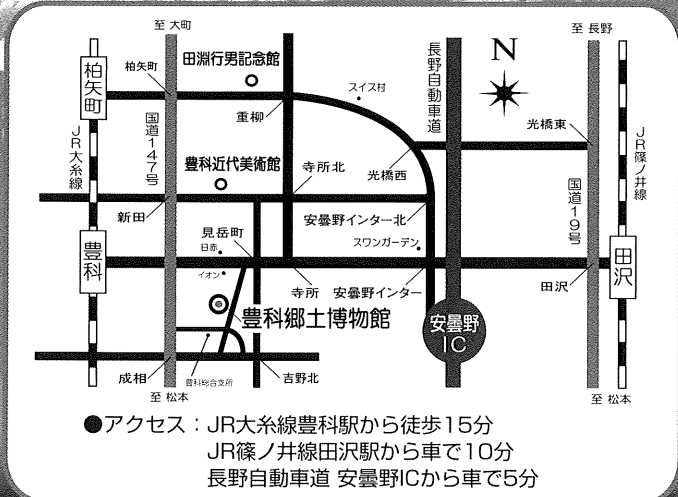 至 大町
至 長野
N
田淵行男記念館
柏矢町
柏矢町
スイス村
長野自動車道
重柳
光橋東
JR大糸線
国道147号
JR篠ノ井線
豊科近代美術館
寺所北
光橋西
国道19号
新田
安曇野インター北
見岳町
日赤
スワンガーデン
豊科
イオン
田沢
寺所
安曇野インター
田沢
豊科郷土博物館
安曇野
IC
成相
豊科総合支所
吉野北
至 松本
至 松本
●アクセス：JR大糸線豊科駅から徒歩15分
JR篠ノ井線田沢駅から車で10分
長野自動車道 安曇野ICから車で5分